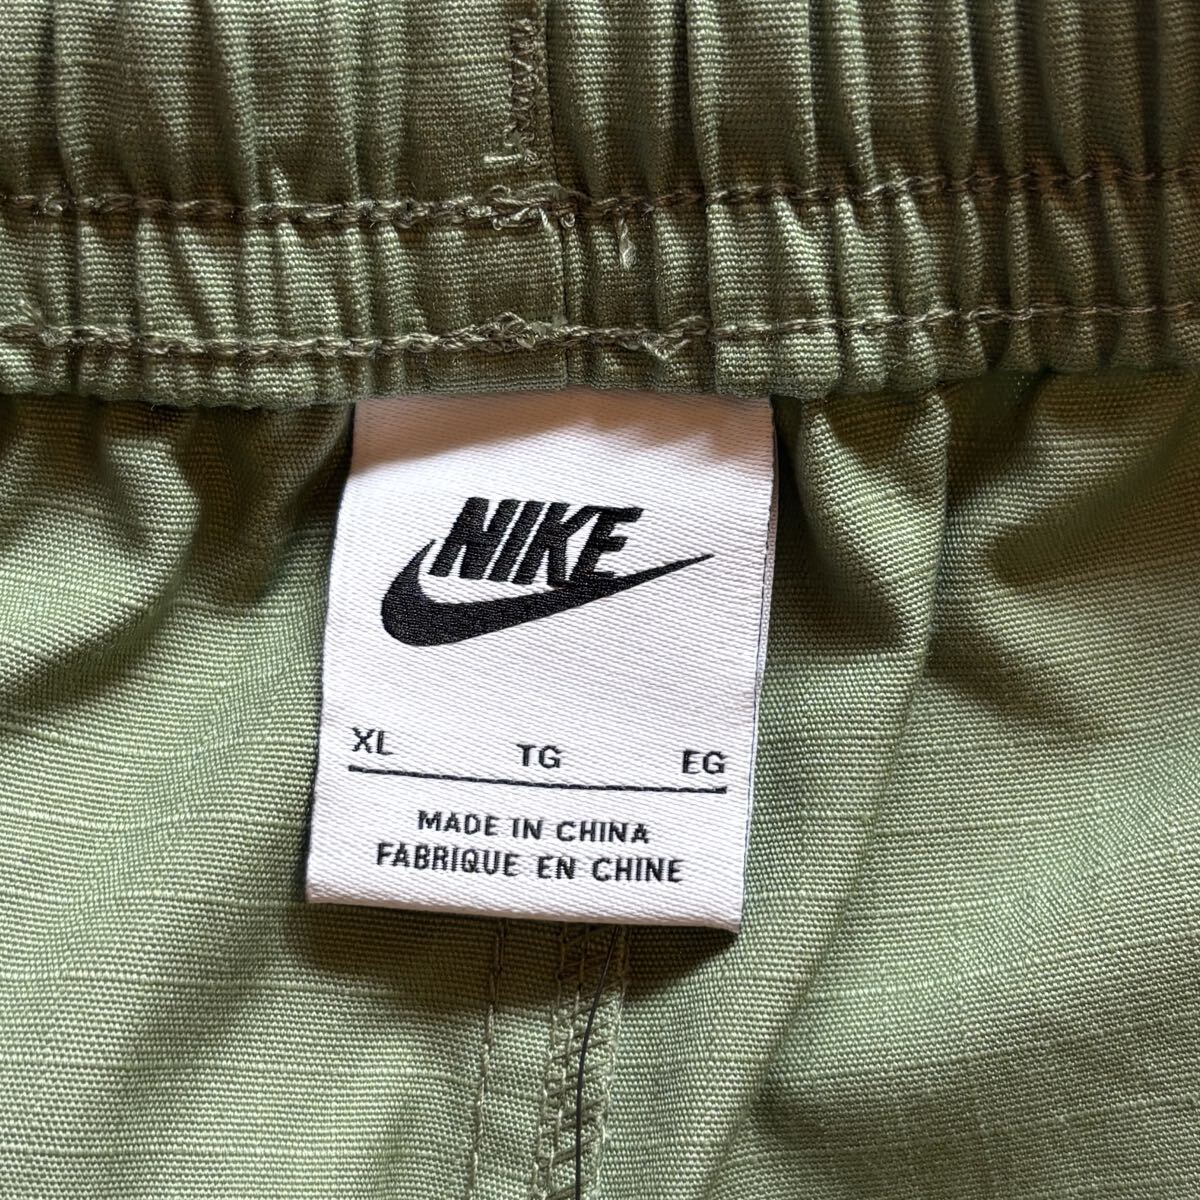 NIKE
XL TG EG
MADE IN CHINA
FABRIQUE EN CHINE